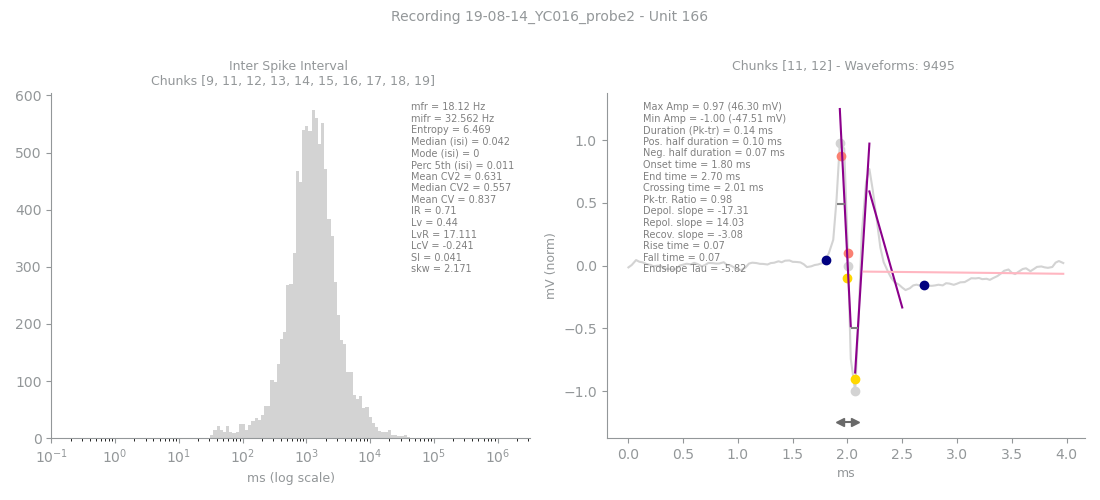 Recording 19-08-14_YC016_probe2 - Unit 166
Inter Spike Interval
Chunks [9, 11, 12, 13, 14, 15, 16, 17, 18, 19]
600
500
400
300
200
100
0
mfr = 18.12 Hz
mifr = 32.562 Hz
Entropy = 6.469
Median (isi) = 0.042
Mode (isi) = 0
Perc 5th (isi) = 0.011
Mean CV2 = 0.631
Median CV2 = 0.557
Mean CV = 0.837
IR = 0.71
Lv = 0.44
LvR = 17.111
LcV = -0.241
SI = 0.041
skw = 2.171
10⁻¹ 10⁰ 10¹ 10² 10³ 10⁴ 10⁵ 10⁶
ms (log scale)
Chunks [11, 12] - Waveforms: 9495
mV (norm)
1.0
0.5
0.0
−0.5
−1.0
Max Amp = 0.97 (46.30 mV)
Min Amp = -1.00 (-47.51 mV)
Duration (Pk-tr) = 0.14 ms
Pos. half duration = 0.10 ms
Neg. half duration = 0.07 ms
Onset time = 1.80 ms
End time = 2.70 ms
Crossing time = 2.01 ms
Pk-tr. Ratio = 0.98
Depol. slope = -17.31
Repol. slope = 14.03
Recov. slope = -3.08
Rise time = 0.07
Fall time = 0.07
End slope Tau = -5.82
0.0 0.5 1.0 1.5 2.0 2.5 3.0 3.5 4.0
ms